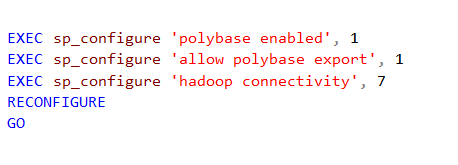 EXEC sp_configure 'polybase enabled', 1
EXEC sp_configure 'allow polybase export', 1
EXEC sp_configure 'hadoop connectivity', 7
RECONFIGURE
GO